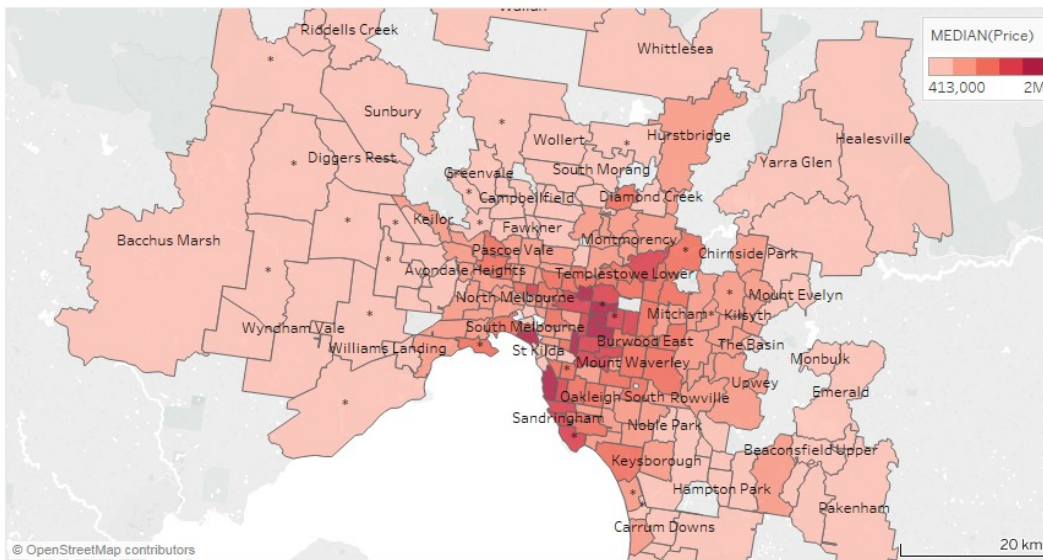 Wallan
Riddells Creek
Whittlesea
MEDIAN(Price)
413,000 2M
Sunbury
Wollert
Hurstbridge
Healesville
Diggers Rest
Yarra Glen
Greenvale
South Morang
Campbellfield
Diamond Creek
Keilor
Fawkner
Bacchus Marsh
Pascoe Vale
Montmorency
Chirnside Park
Avondale Heights
Templestowe Lower
North Melbourne
Mount Evelyn
Wyndham Vale
South Melbourne
Mitcham
Kilsyth
Williams Landing
St Kilda
Burwood East
The Basin
Mount Waverley
Monbulk
Oakleigh South
Rowville
Upwey
Emerald
Sandringham
Noble Park
Keysborough
Beaconsfield Upper
Hampton Park
Pakenham
Carrum Downs
© OpenStreetMap contributors
20 km